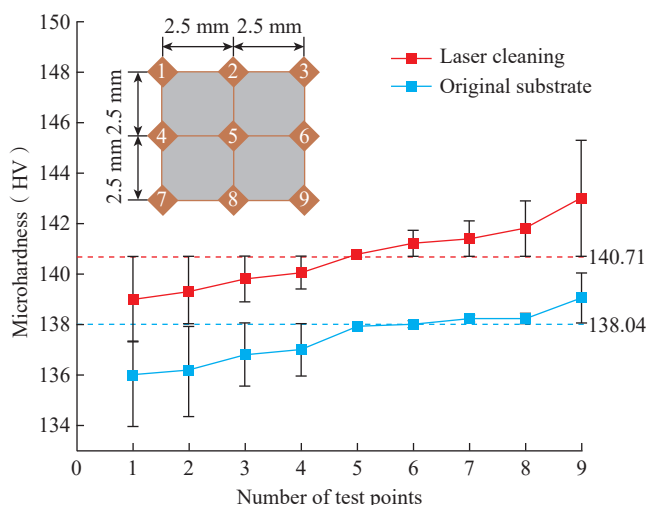 150
148
146
144
142
140
138
136
134
Microhardness (HV)
2.5 mm 2.5 mm
2.5 mm
2.5 mm
1 2 3
4 5 6
7 8 9
Laser cleaning
Original substrate
140.71
138.04
0 1 2 3 4 5 6 7 8 9
Number of test points